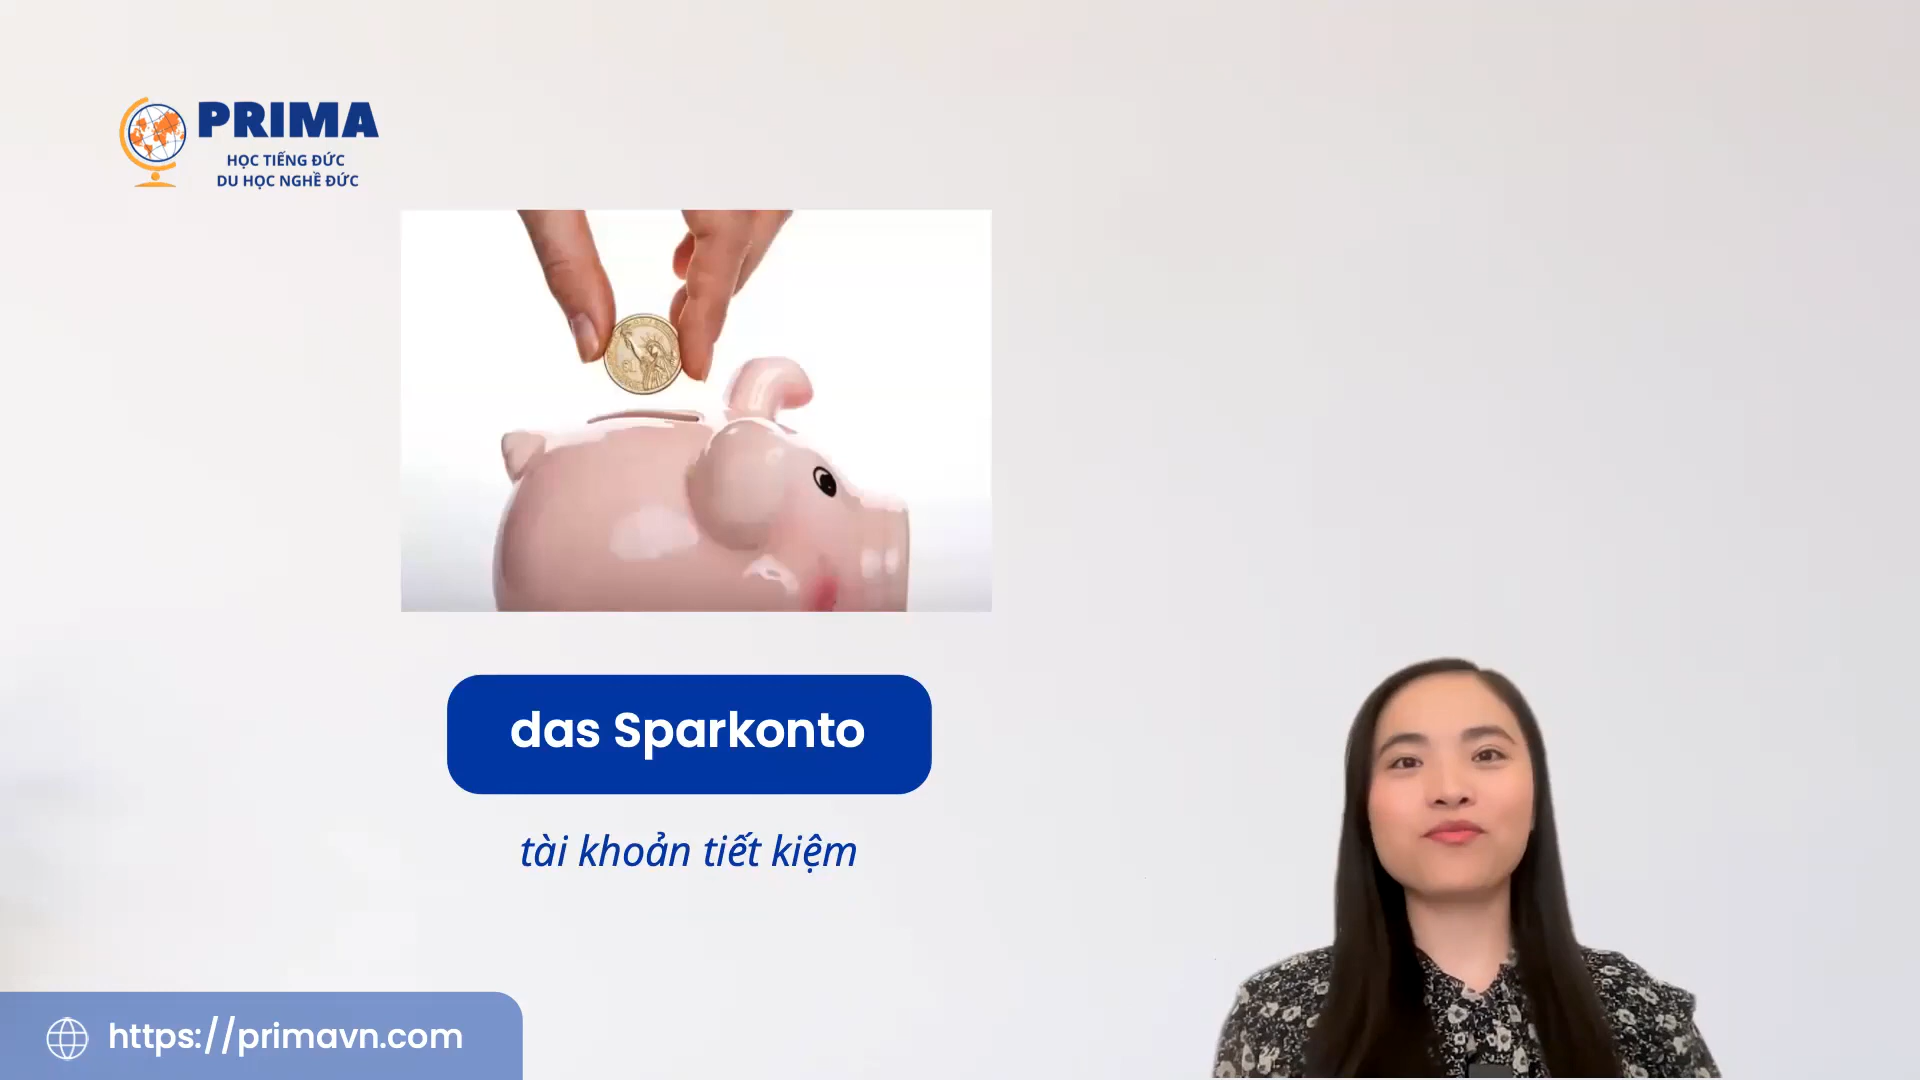 PRIMA
HỌC TIẾNG ĐỨC
DU HỌC NGHỀ ĐỨC
das Sparkonto
tài khoản tiết kiệm
https://primavn.com